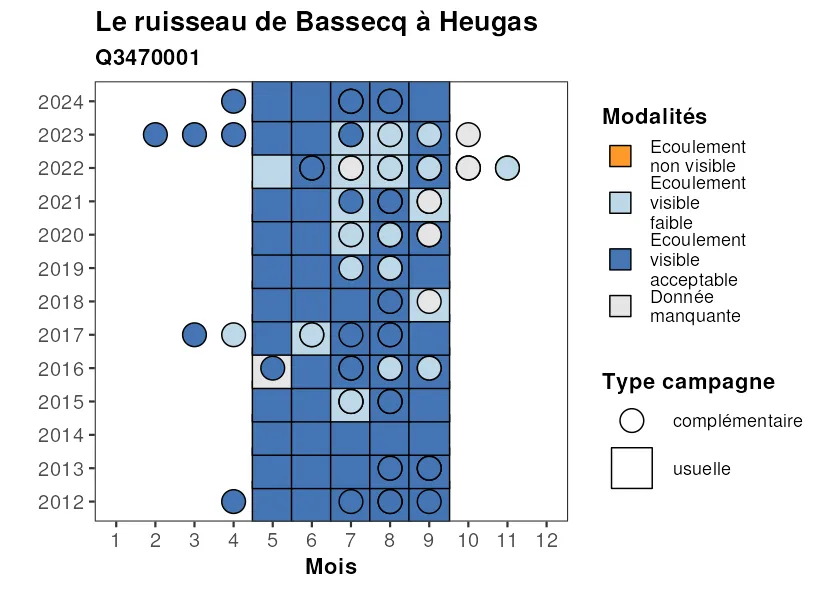 Le ruisseau de Bassecq à Heugas
Q3470001
2024
2023
2022
2021
2020
2019
2018
2017
2016
2015
2014
2013
2012
1 2 3 4 5 6 7 8 9 10 11 12
Mois
Modalités
Ecoulement
non visible
Ecoulement
visible
faible
Ecoulement
visible
acceptable
Donnée
manquante
Type campagne
complémentaire
usuelle